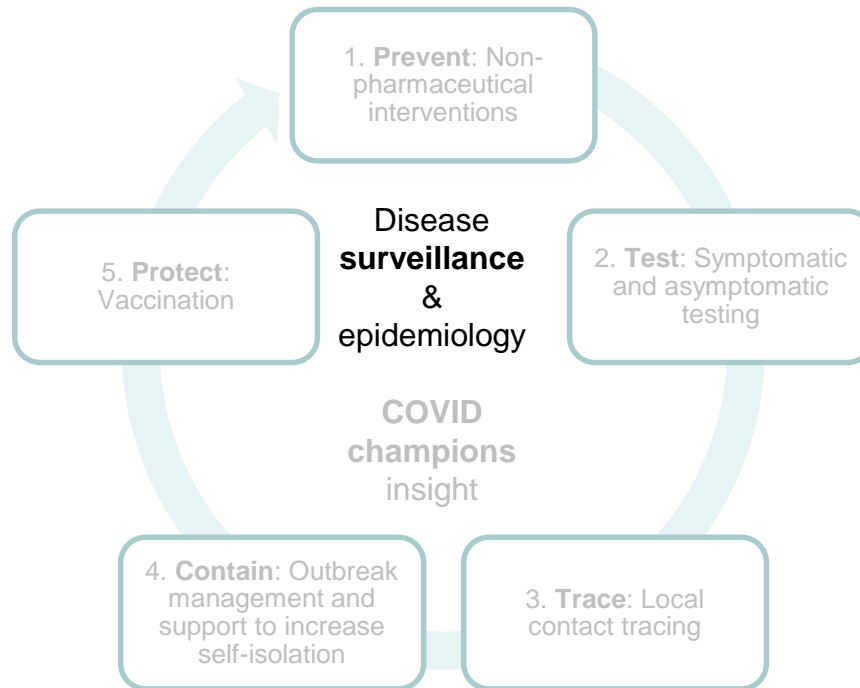 1. Prevent: Non-
pharmaceutical
interventions
Disease
surveillance
&
epidemiology
2. Test: Symptomatic
and asymptomatic
testing
5. Protect:
Vaccination
COVID
champions
insight
4. Contain: Outbreak
management and
support to increase
self-isolation
3. Trace: Local
contact tracing